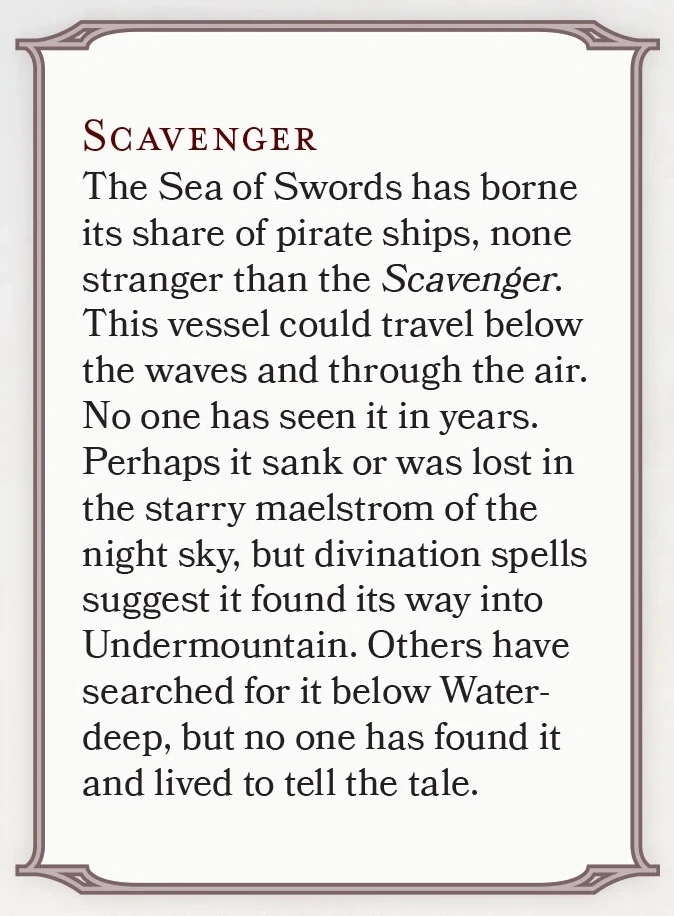 Scavenger
The Sea of Swords has borne
its share of pirate ships, none
stranger than the Scavenger.
This vessel could travel below
the waves and through the air.
No one has seen it in years.
Perhaps it sank or was lost in
the starry maelstrom of the
night sky, but divination spells
suggest it found its way into
Undermountain. Others have
searched for it below Water-
deep, but no one has found it
and lived to tell the tale.